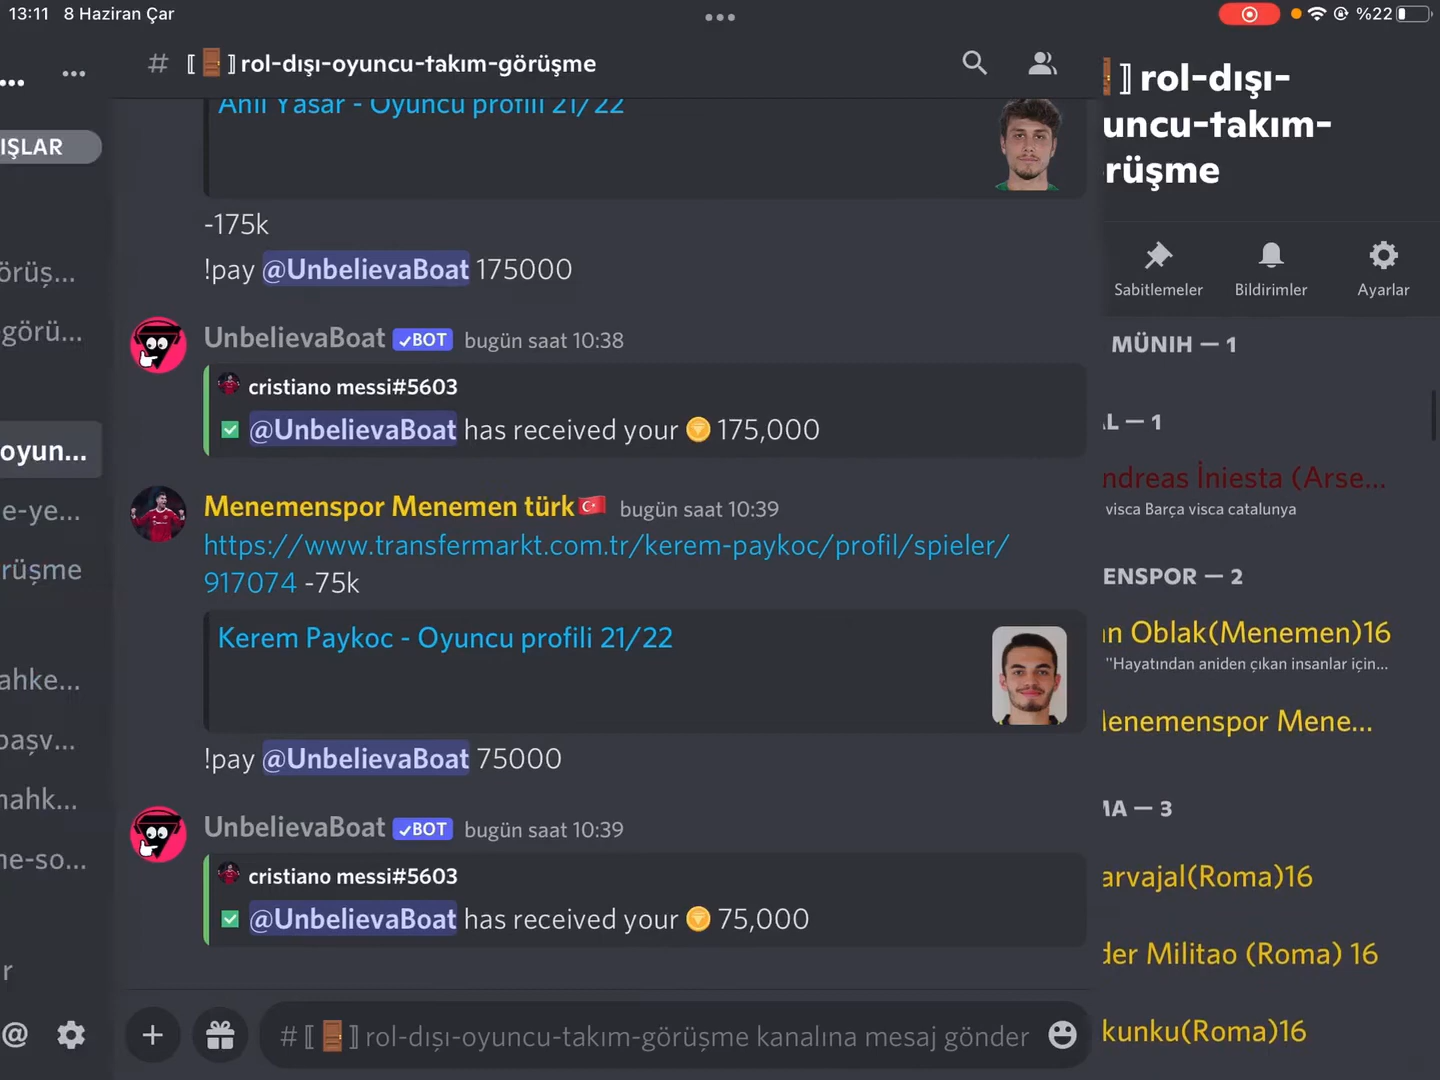 13:11 8 Haziran Çar
%22
# 〚🚪〛rol-dışı-oyuncu-takım-görüşme
IŞLAR
örüş...
görü...
oyun...
e-ye...
rüşme
ahke...
başv...
nahk...
ne-so...
r
Anıl Yaşar - Oyuncu profili 21/22
-175k
!pay @UnbelievaBoat 175000
UnbelievaBoat ✓BOT bugün saat 10:38
cristiano messi#5603
✅ @UnbelievaBoat has received your 175,000
Menemenspor Menemen türk🇹🇷 bugün saat 10:39
https://www.transfermarkt.com.tr/kerem-paykoc/profil/spieler/
917074 -75k
Kerem Paykoc - Oyuncu profili 21/22
!pay @UnbelievaBoat 75000
UnbelievaBoat ✓BOT bugün saat 10:39
cristiano messi#5603
✅ @UnbelievaBoat has received your 75,000
#〚🚪〛rol-dışı-oyuncu-takım-görüşme kanalına mesaj gönder
〛rol-dışı-
uncu-takım-
rüşme
Sabitlemeler
Bildirimler
Ayarlar
MÜNIH — 1
L — 1
ndreas İniesta (Arse...
visca Barça visca catalunya
ENSPOR — 2
n Oblak(Menemen)16
"Hayatından aniden çıkan insanlar için...
enemenspor Mene...
MA — 3
arvajal(Roma)16
der Militao (Roma) 16
kunku(Roma)16